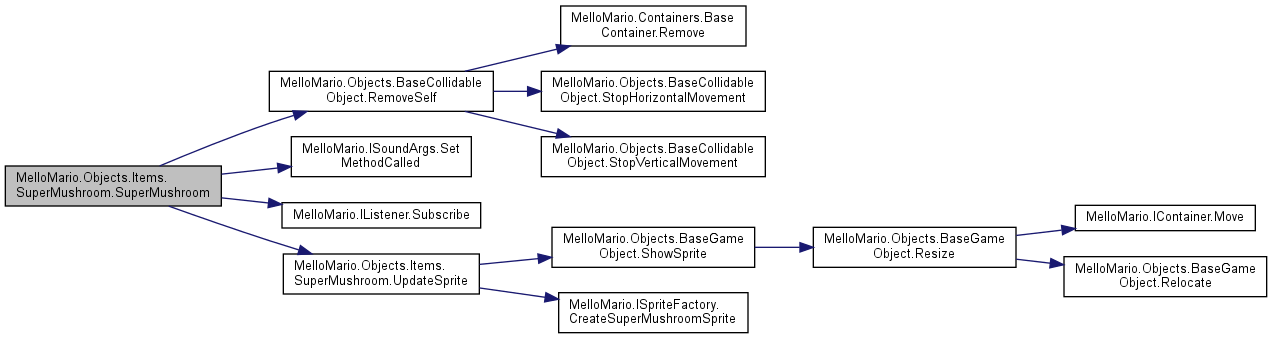 MelloMario.Objects.Items.
SuperMushroom.SuperMushroom
MelloMario.Objects.BaseCollidable
Object.RemoveSelf
MelloMario.Containers.Base
Container.Remove
MelloMario.Objects.BaseCollidable
Object.StopHorizontalMovement
MelloMario.Objects.BaseCollidable
Object.StopVerticalMovement
MelloMario.ISoundArgs.Set
MethodCalled
MelloMario.IListener.Subscribe
MelloMario.Objects.Items.
SuperMushroom.UpdateSprite
MelloMario.Objects.BaseGame
Object.ShowSprite
MelloMario.Objects.BaseGame
Object.Resize
MelloMario.IContainer.Move
MelloMario.Objects.BaseGame
Object.Relocate
MelloMario.ISpriteFactory.
CreateSuperMushroomSprite